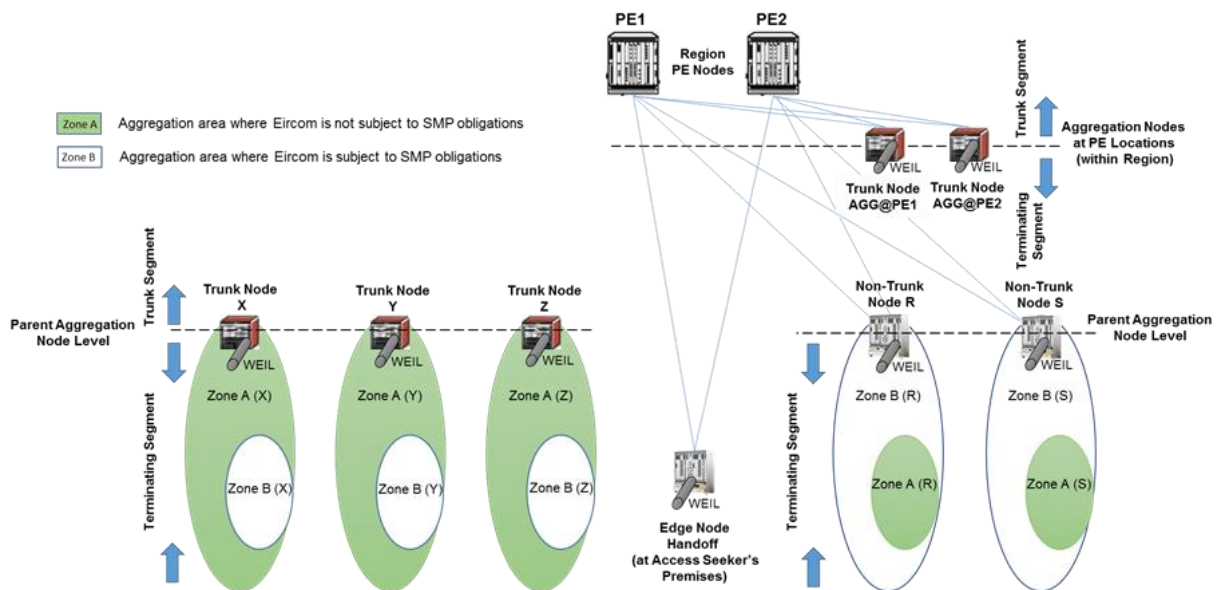 PE1
PE2
Region
PE Nodes
Zone A
Aggregation area where Eircom is not subject to SMP obligations
Zone B
Aggregation area where Eircom is subject to SMP obligations
Trunk Segment
Aggregation Nodes
at PE Locations
(within Region)
Terminating
Segment
WEIL
WEIL
Trunk Node
AGG@PE1
Trunk Node
AGG@PE2
Trunk Segment
Parent Aggregation
Node Level
Terminating Segment
Trunk Node
X
WEIL
Zone A (X)
Zone B (X)
Trunk Node
Y
WEIL
Zone A (Y)
Zone B (Y)
Trunk Node
Z
WEIL
Zone A (Z)
Zone B (Z)
WEIL
Edge Node
Handoff
(at Access Seeker's
Premises)
Terminating Segment
Non-Trunk
Node R
WEIL
Zone B (R)
Zone A (R)
Non-Trunk
Node S
WEIL
Zone B (S)
Zone A (S)
Parent Aggregation
Node Level